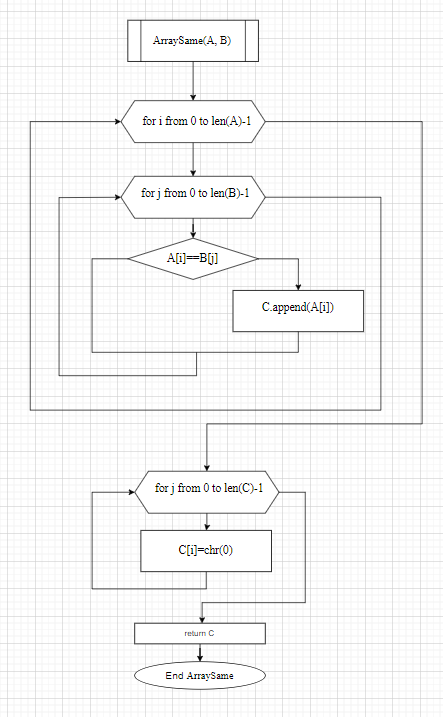 ArraySame(A, B)
for i from 0 to len(A)-1
for j from 0 to len(B)-1
A[i]==B[j]
C.append(A[i])
for j from 0 to len(C)-1
C[i]=chr(0)
return C
End ArraySame